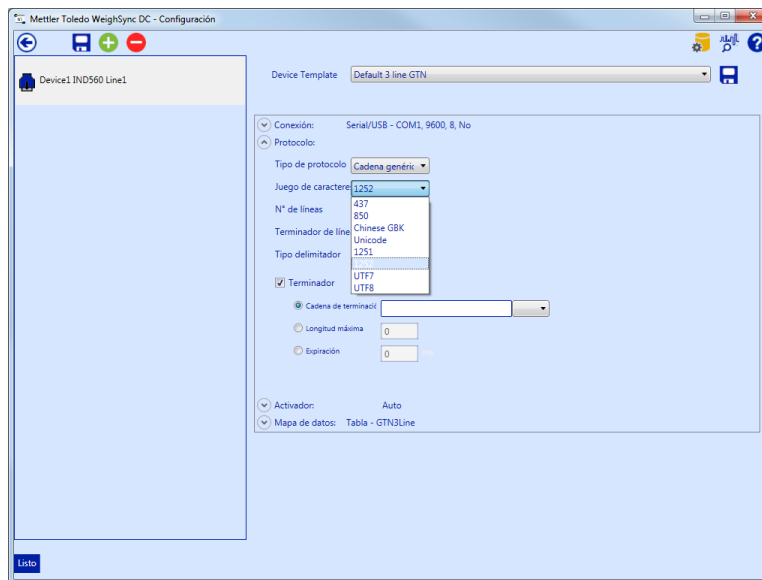 Mettler Toledo WeighSync DC - Configuración
Device1 IND560 Line1
Device Template Default 3 line GTN
Conexión: Serial/USB - COM1, 9600, 8, No
Protocolo:
Tipo de protocolo Cadena genéric
Juego de caractere 1252
437
N° de líneas
850
Chinese GBK
Terminador de líne
Unicode
Tipo delimitador
1251
UTF7
Terminador
UTF8
Cadena de terminació
Longitud máxima 0
Expiración 0
Activador: Auto
Mapa de datos: Tabla - GTN3Line
Listo